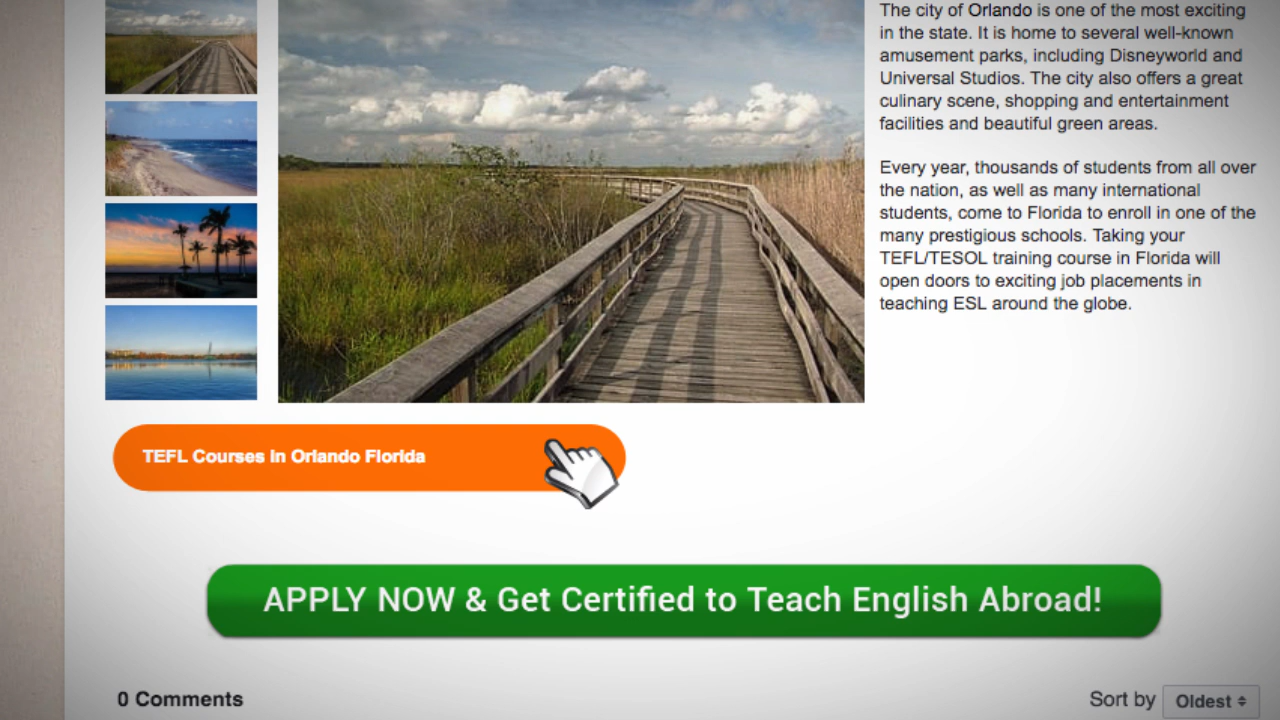 The city of Orlando is one of the most exciting
in the state. It is home to several well-known
amusement parks, including Disneyworld and
Universal Studios. The city also offers a great
culinary scene, shopping and entertainment
facilities and beautiful green areas.
Every year, thousands of students from all over
the nation, as well as many international
students, come to Florida to enroll in one of the
many prestigious schools. Taking your
TEFL/TESOL training course in Florida will
open doors to exciting job placements in
teaching ESL around the globe.
TEFL Courses in Orlando Florida
APPLY NOW & Get Certified to Teach English Abroad!
0 Comments
Sort by Oldest